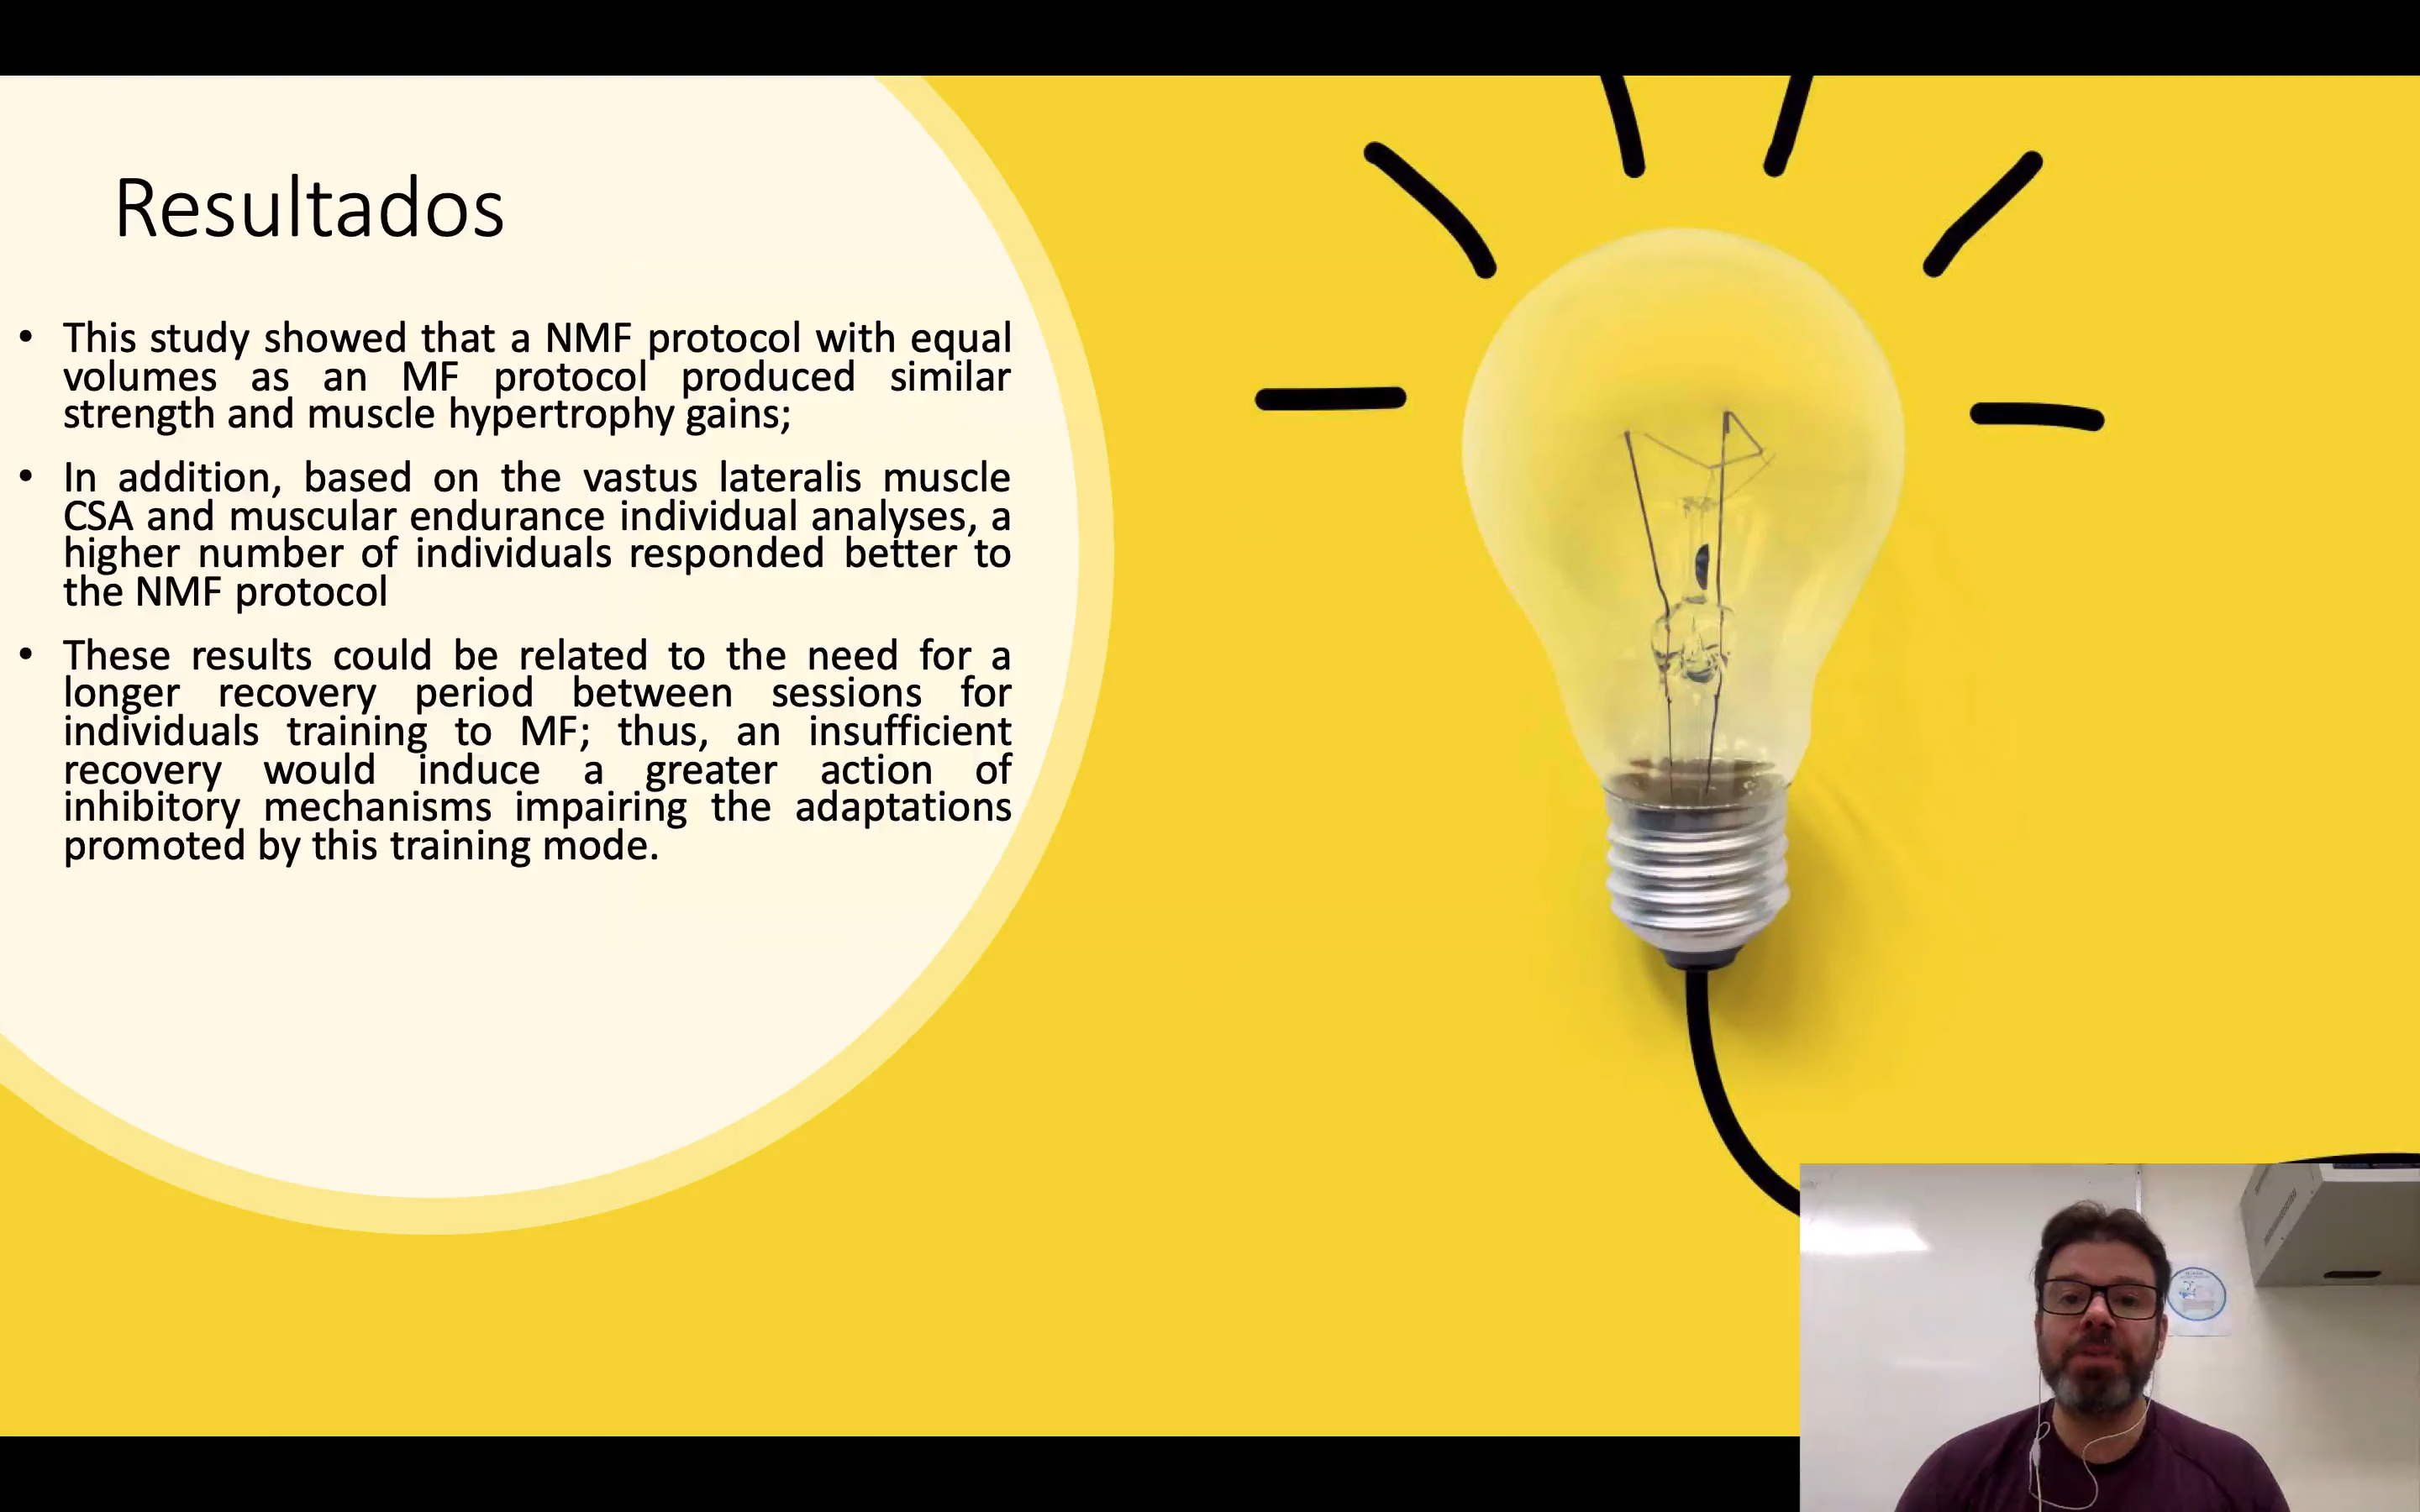 Resultados
• This study showed that a NMF protocol with equal
volumes as an MF protocol produced similar
strength and muscle hypertrophy gains;
• In addition, based on the vastus lateralis muscle
CSA and muscular endurance individual analyses, a
higher number of individuals responded better to
the NMF protocol
• These results could be related to the need for a
longer recovery period between sessions for
individuals training to MF; thus, an insufficient
recovery would induce a greater action of
inhibitory mechanisms impairing the adaptations
promoted by this training mode.